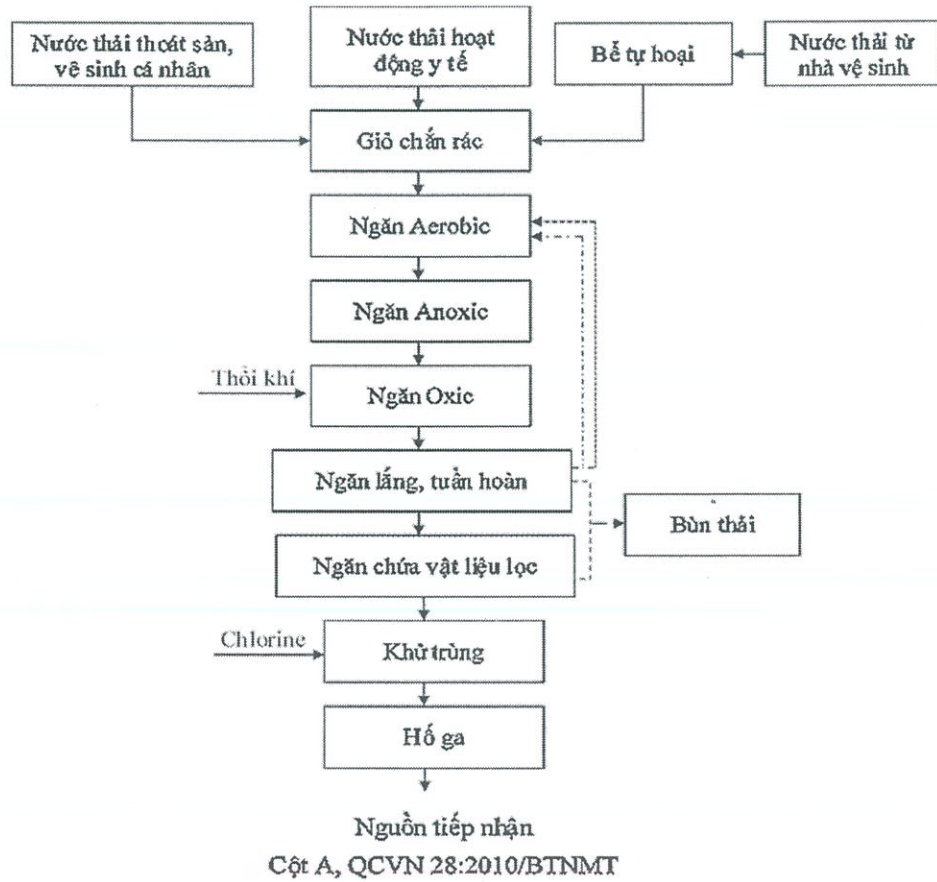 Nước thải thoát sàn,
vệ sinh cá nhân
Nước thải hoạt
động y tế
Bể tự hoại
Nước thải từ
nhà vệ sinh
Giỏ chắn rác
Ngăn Aerobic
Ngăn Anoxic
Thổi khí
Ngăn Oxic
Ngăn lắng, tuần hoàn
Bùn thải
Ngăn chứa vật liệu lọc
Chlorine
Khử trùng
Hố ga
Nguồn tiếp nhận
Cột A, QCVN 28:2010/BTNMT